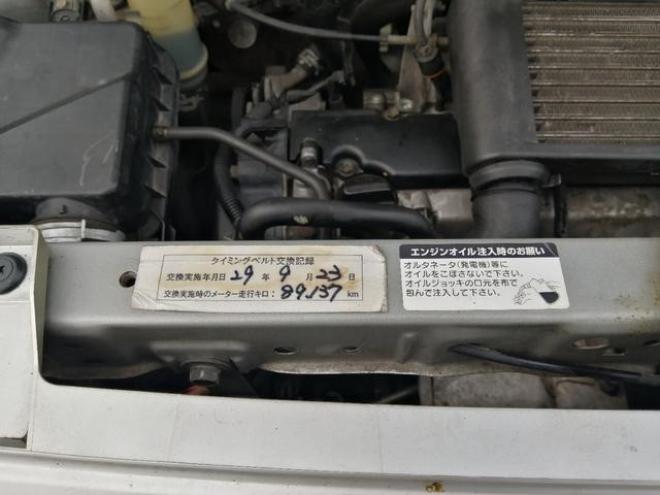 タイミングベルト交換記録
交換実施年月日 29 年 9 月 23 日
交換実施時のメーター走行キロ: 89,137 km
エンジンオイル注入時のお願い
オルタネータ(発電機)等に
オイルをこぼさないで下さい。
オイルジョッキの口元を布で
包んで注入して下さい。